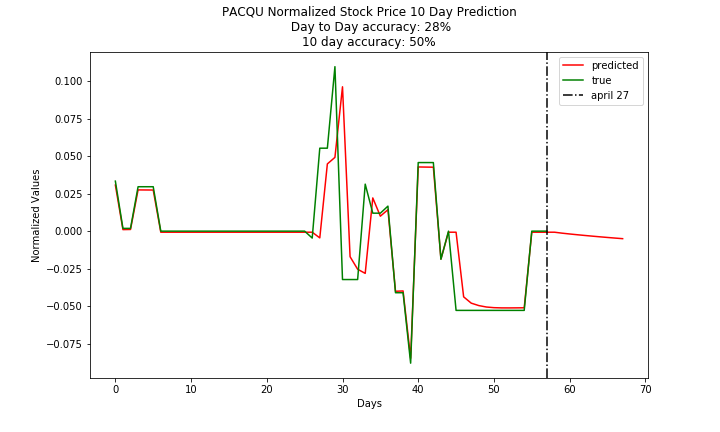 PACQU Normalized Stock Price 10 Day Prediction
Day to Day accuracy: 28%
10 day accuracy: 50%
predicted
true
april 27
Normalized Values
0.100
0.075
0.050
0.025
0.000
−0.025
−0.050
−0.075
0 10 20 30 40 50 60 70
Days